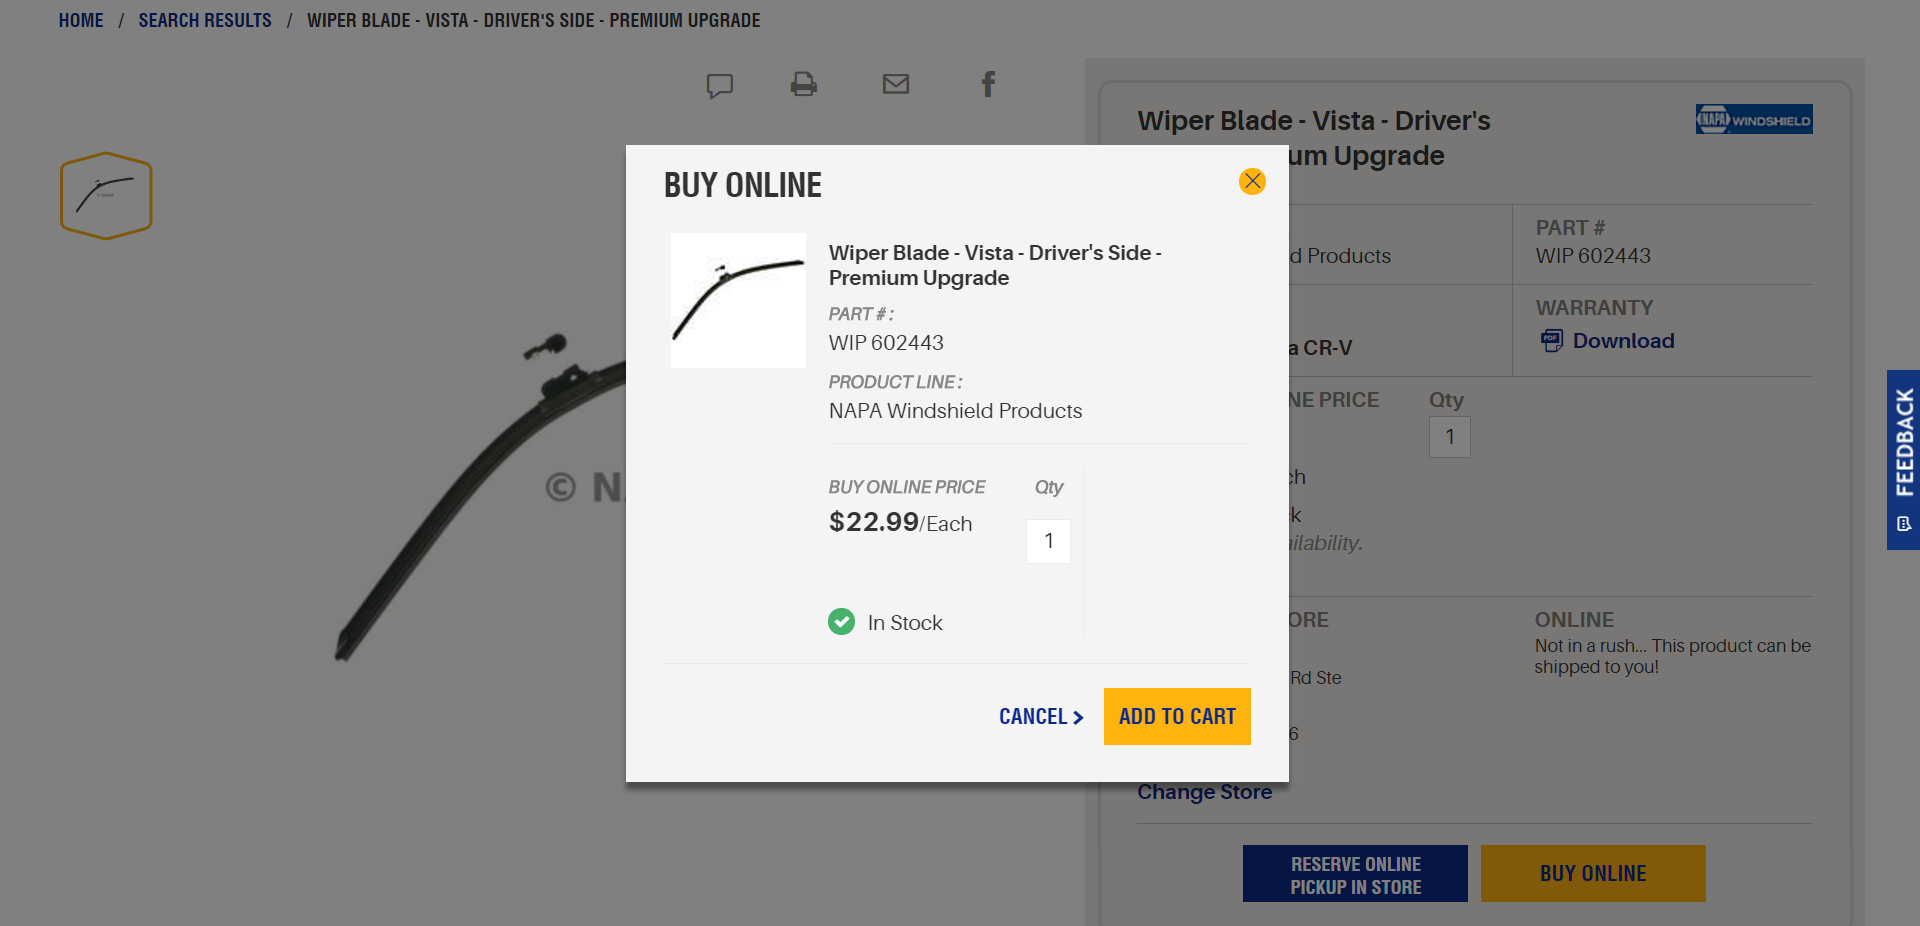 HOME / SEARCH RESULTS / WIPER BLADE - VISTA - DRIVER'S SIDE - PREMIUM UPGRADE
Wiper Blade - Vista - Driver's
um Upgrade
NAPA WINDSHIELD
d Products
PART #
WIP 602443
a CR-V
WARRANTY
PDF Download
NE PRICE
Qty
1
ch
k
ailability.
ORE
Rd Ste
6
ONLINE
Not in a rush... This product can be
shipped to you!
Change Store
RESERVE ONLINE
PICKUP IN STORE
BUY ONLINE
© N
BUY ONLINE
Wiper Blade - Vista - Driver's Side -
Premium Upgrade
PART # :
WIP 602443
PRODUCT LINE :
NAPA Windshield Products
BUY ONLINE PRICE
Qty
$22.99/Each
1
In Stock
CANCEL
ADD TO CART
FEEDBACK